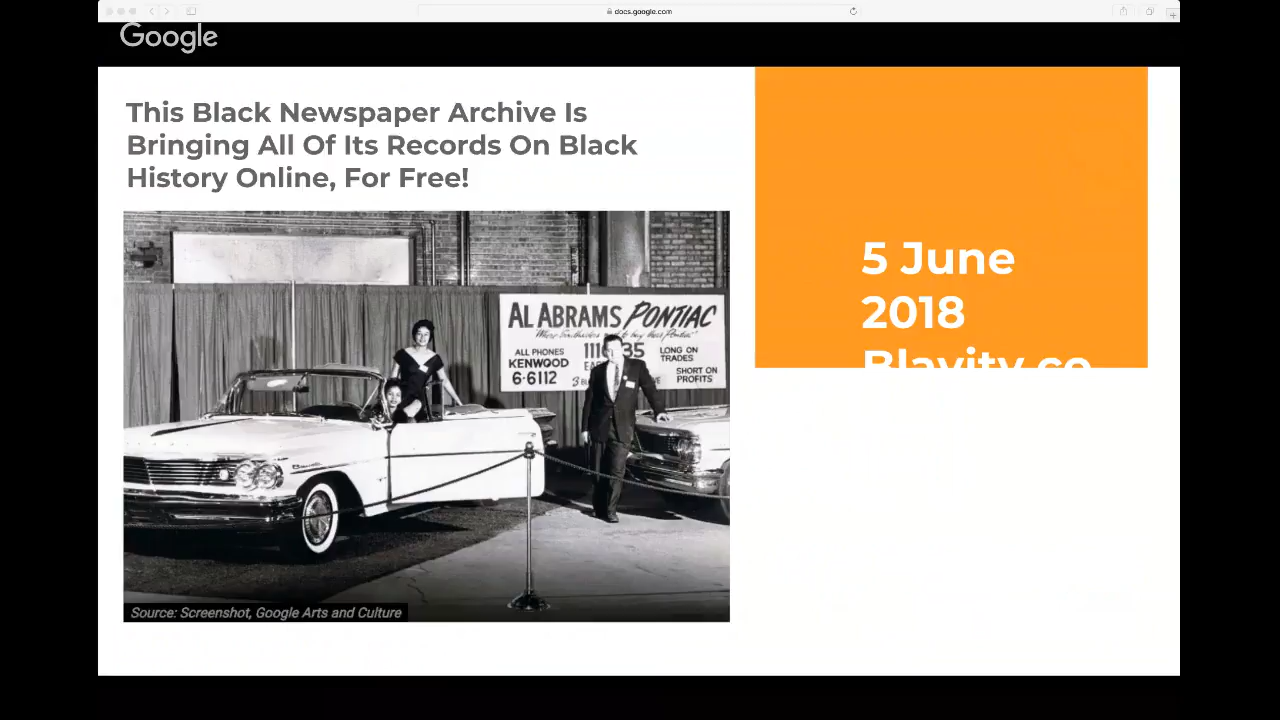 docs.google.com
Google
This Black Newspaper Archive Is
Bringing All Of Its Records On Black
History Online, For Free!
5 June
2018
Blavity.co
AL ABRAMS PONTIAC
ALL PHONES
KENWOOD
6-6112
LONG ON
TRADES
SHORT ON
PROFITS
Source: Screenshot, Google Arts and Culture